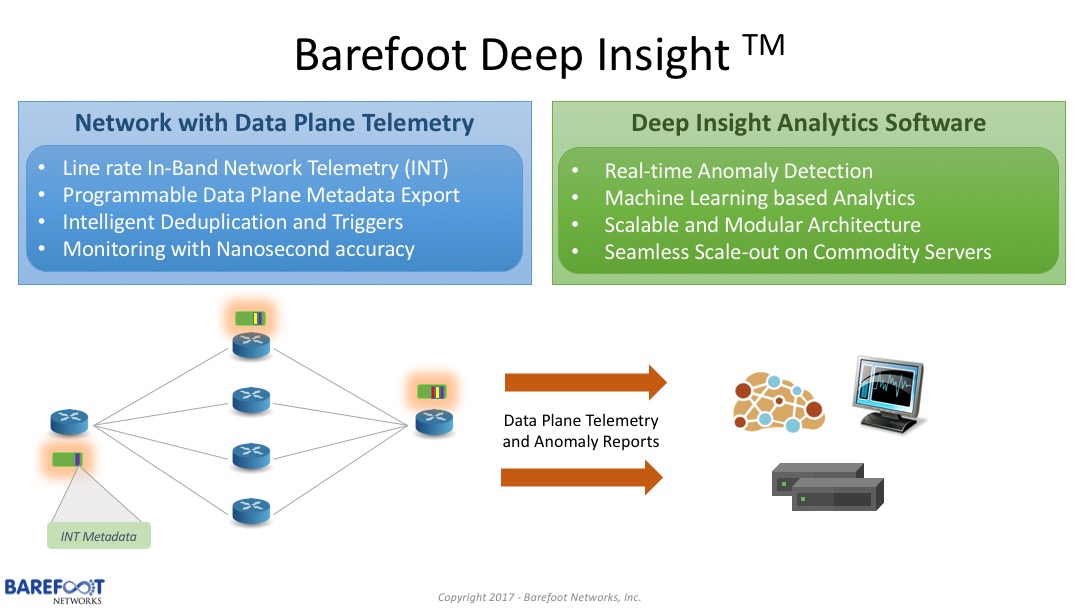 Barefoot Deep Insight TM
Network with Data Plane Telemetry
• Line rate In-Band Network Telemetry (INT)
• Programmable Data Plane Metadata Export
• Intelligent Deduplication and Triggers
• Monitoring with Nanosecond accuracy
Deep Insight Analytics Software
• Real-time Anomaly Detection
• Machine Learning based Analytics
• Scalable and Modular Architecture
• Seamless Scale-out on Commodity Servers
Data Plane Telemetry
and Anomaly Reports
INT Metadata
BAREFOOT
NETWORKS
Copyright 2017 - Barefoot Networks, Inc.